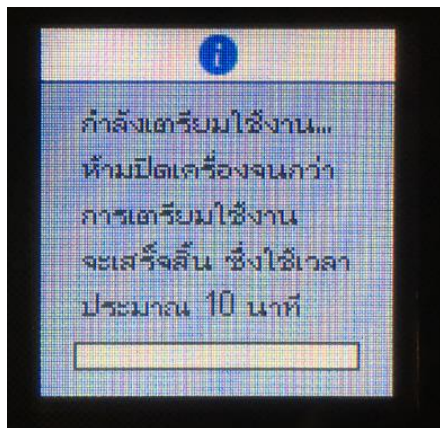 กำลังเตรียมใช้งาน...
ห้ามปิดเครื่องจนกว่า
การเตรียมใช้งาน
จะเสร็จสิ้น ซึ่งใช้เวลา
ประมาณ 10 นาที